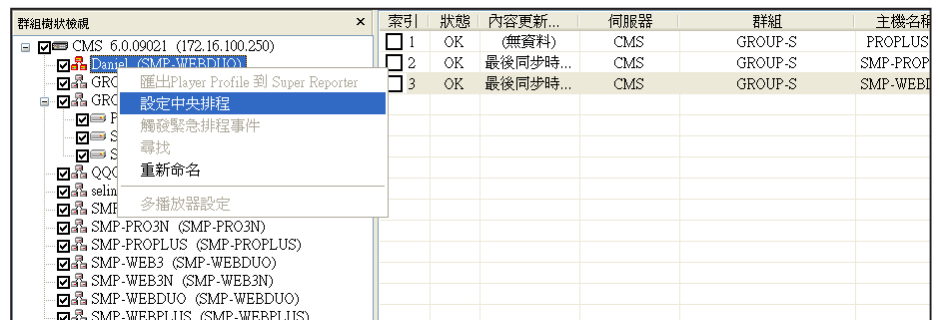 群組樹狀檢視 ×
索引 狀態 內容更新... 伺服器 群組 主機名稱
CMS 6.0.09021 (172.16.100.250)
1 OK (無資料) CMS GROUP-S PROPLUS
Daniel (SMP-WEBDUO)
2 OK 最後同步時... CMS GROUP-S SMP-PROP
GRO
匯出Player Profile 到 Super Reporter
3 OK 最後同步時... CMS GROUP-S SMP-WEBD
GRO
設定中央排程
P
觸發緊急排程事件
S
尋找
S
重新命名
QQQ
selin
多播放器設定
SMP
SMP-PRO3N (SMP-PRO3N)
SMP-PROPLUS (SMP-PROPLUS)
SMP-WEB3 (SMP-WEBDUO)
SMP-WEB3N (SMP-WEB3N)
SMP-WEBDUO (SMP-WEBDUO)
SMP-WEBPLUS (SMP-WEBPLUS)